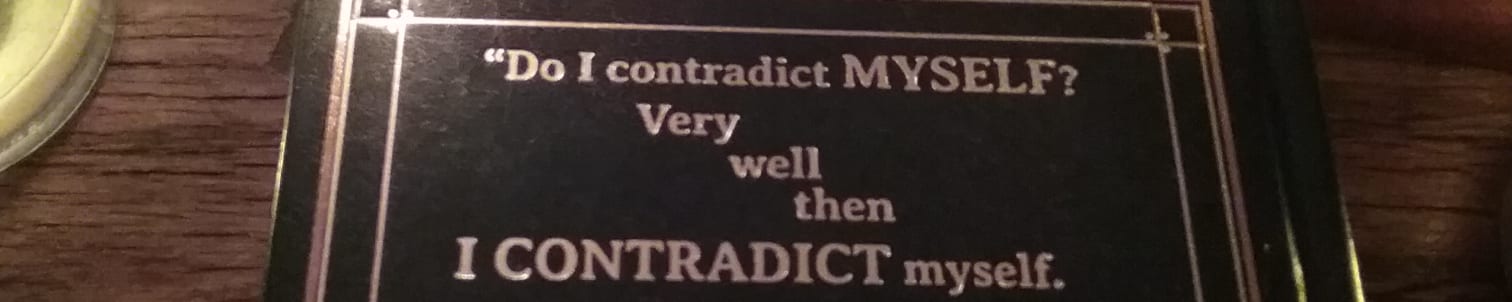 “Do I contradict MYSELF?
Very
well
then
I CONTRADICT myself.